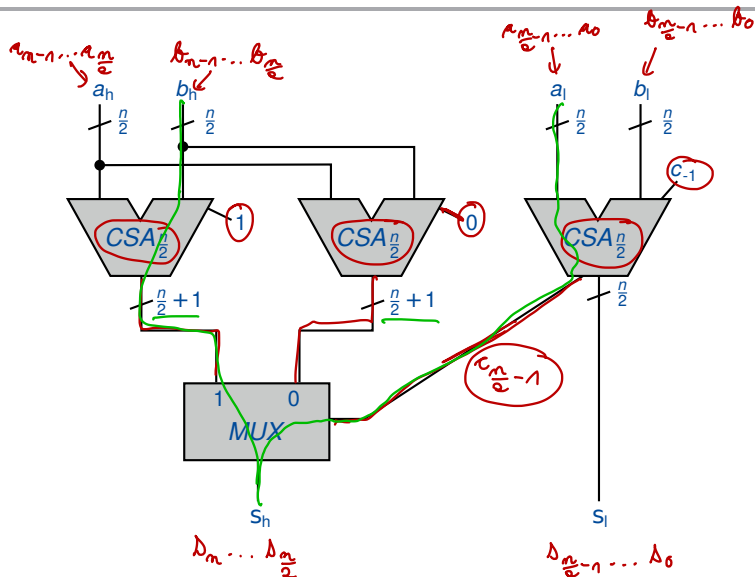 a_{n-1} ... a_{n/2} b_{n-1} ... b_{n/2} a_{n/2-1} ... a_0 b_{n/2-1} ... b_0
a_h b_h a_l b_l
n/2 n/2 n/2 n/2
c_{-1}
1 0
CSA_{n/2} CSA_{n/2} CSA_{n/2}
n/2 + 1 n/2 + 1 n/2
c_{n/2-1}
1 0
MUX
s_h s_l
s_n ... s_{n/2} s_{n/2-1} ... s_0